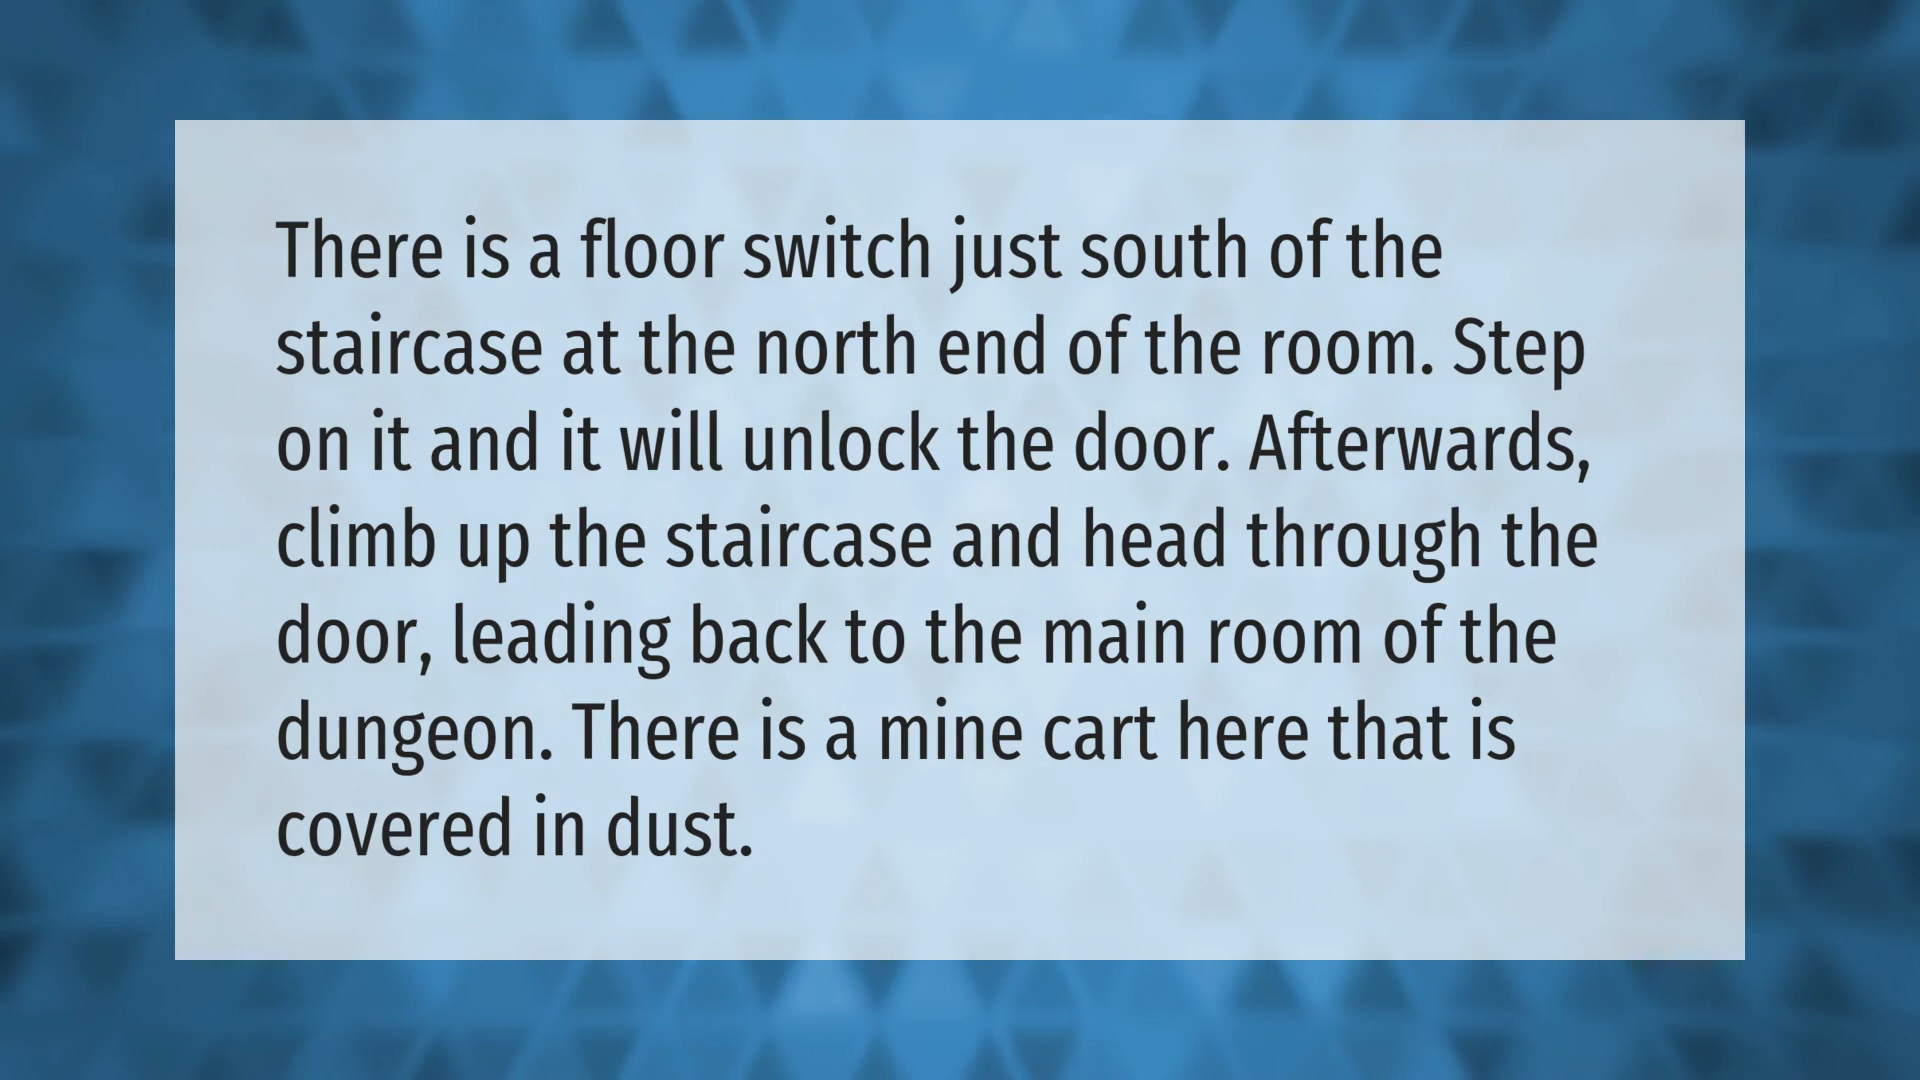 There is a floor switch just south of the
staircase at the north end of the room. Step
on it and it will unlock the door. Afterwards,
climb up the staircase and head through the
door, leading back to the main room of the
dungeon. There is a mine cart here that is
covered in dust.